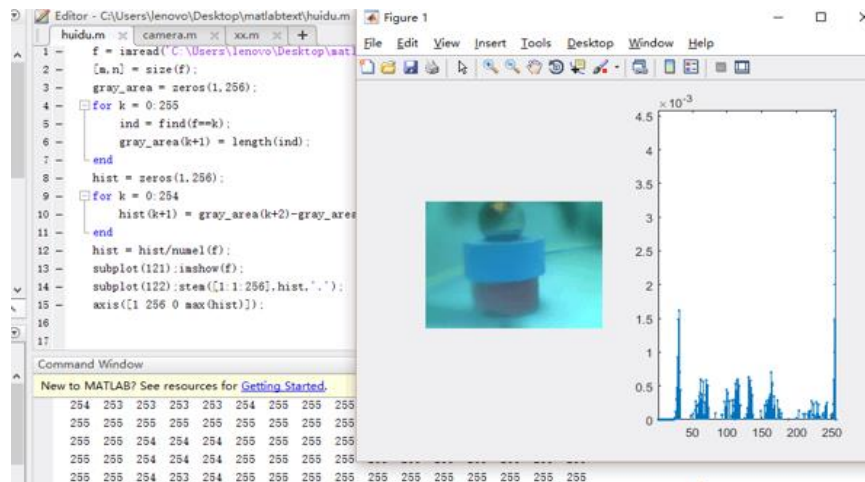 Editor - C:\Users\lenovo\Desktop\matlabtext\huidu.m
huidu.m × camera.m × xx.m × +
1 - f = imread('C:\Users\lenovo\Desktop\matl
2 - [m,n] = size(f);
3 - gray_area = zeros(1,256);
4 - for k = 0:255
5 - ind = find(f==k);
6 - gray_area(k+1) = length(ind);
7 - end
8 - hist = zeros(1,256);
9 - for k = 0:254
10 - hist(k+1) = gray_area(k+2)-gray_area
11 - end
12 - hist = hist/numel(f);
13 - subplot(121);imshow(f);
14 - subplot(122);stem([1:1:256],hist,'.');
15 - axis([1 256 0 max(hist)]);
16
17
Command Window
New to MATLAB? See resources for Getting Started.
254 253 253 253 253 254 255 255 255
255 255 255 255 255 255 255 255 255
255 255 254 254 254 255 255 255 255
255 255 254 254 254 255 255 255 255
255 255 254 253 254 255 255 255 255 255 255 255 255 255 255
Figure 1
File Edit View Insert Tools Desktop Window Help
× 10-3
4.5
4
3.5
3
2.5
2
1.5
1
0.5
0
50 100 150 200 250